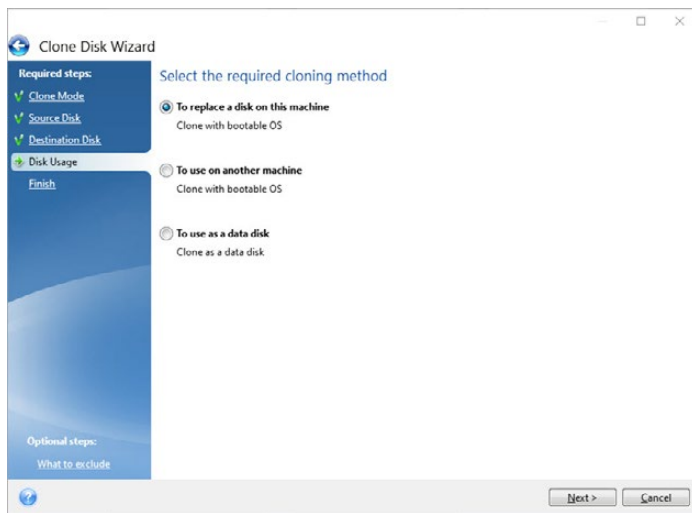 Clone Disk Wizard
Required steps:
Clone Mode
Source Disk
Destination Disk
Disk Usage
Finish
Select the required cloning method
To replace a disk on this machine
Clone with bootable OS
To use on another machine
Clone with bootable OS
To use as a data disk
Clone as a data disk
Optional steps:
What to exclude
?
Next >
Cancel